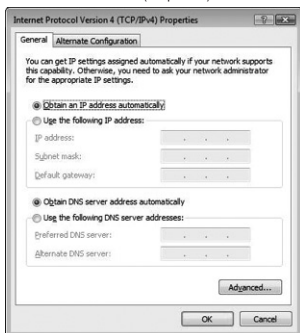 Internet Protocol Version 4 (TCP/IPv4) Properties
General
Alternate Configuration
You can get IP settings assigned automatically if your network supports
this capability. Otherwise, you need to ask your network administrator
for the appropriate IP settings.
Obtain an IP address automatically
Use the following IP address:
IP address:
Subnet mask:
Default gateway:
Obtain DNS server address automatically
Use the following DNS server addresses:
Preferred DNS server:
Alternate DNS server:
Advanced...
OK
Cancel